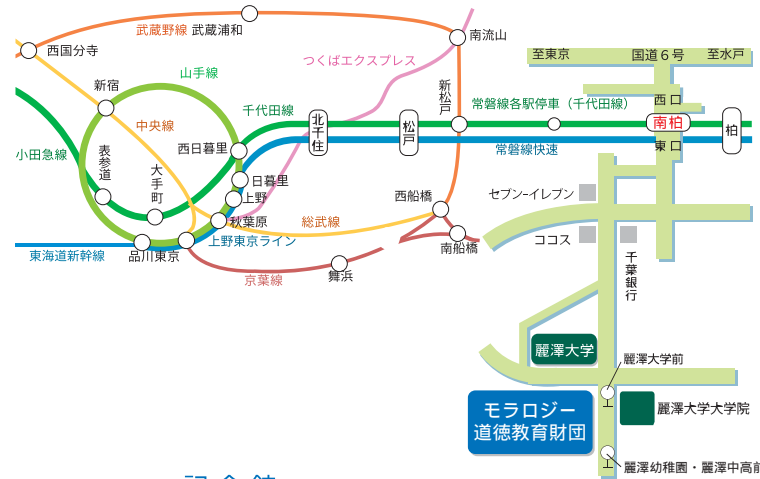 武蔵野線
武蔵浦和
西国分寺
南流山
つくばエクスプレス
至東京
国道６号
至水戸
山手線
新宿
新松戸
西口
中央線
千代田線
北千住
松戸
常磐線各駅停車（千代田線）
南柏
柏
小田急線
表参道
西日暮里
常磐線快速
東口
大手町
日暮里
上野
西船橋
セブン-イレブン
秋葉原
総武線
上野東京ライン
ココス
東海道新幹線
品川
東京
南船橋
千葉銀行
京葉線
舞浜
麗澤大学
麗澤大学前
モラロジー
道徳教育財団
麗澤大学大学院
麗澤幼稚園・麗澤中高前